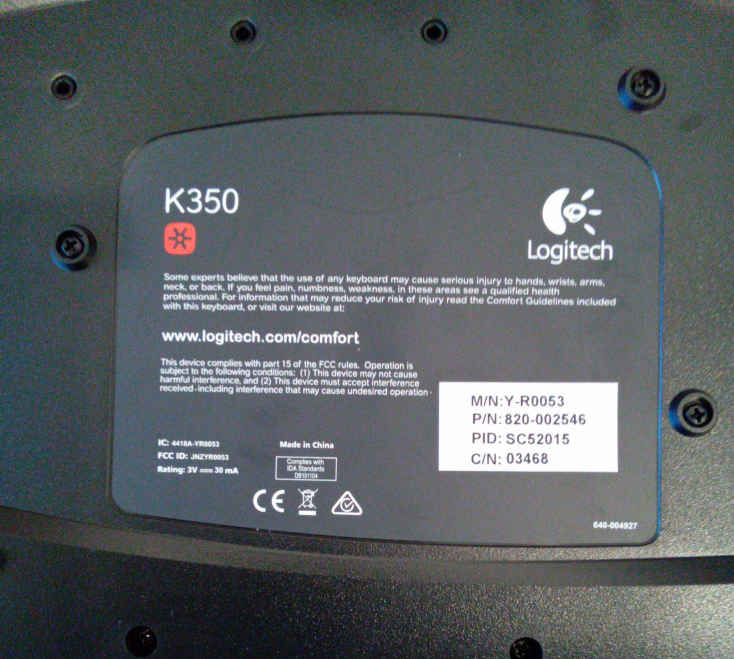 K350
Logitech
Some experts believe that the use of any keyboard may cause serious injury to hands, wrists, arms,
neck, or back. If you feel pain, numbness, weakness, in these areas see a qualified health
professional. For information that may reduce your risk of injury read the Comfort Guidelines included
with this keyboard, or visit our website at:
www.logitech.com/comfort
This device complies with part 15 of the FCC rules. Operation is
subject to the following conditions: (1) This device may not cause
harmful interference, and (2) This device must accept interference
received-including interference that may cause undesired operation.
M/N:Y-R0053
P/N: 820-002546
PID: SC52015
C/N: 03468
IC: 4418A-YR0053
FCC ID: JNZYR0053
Rating: 3V 30 mA
Made in China
Complies with
IDA Standards
DB101104
CE
640-004927